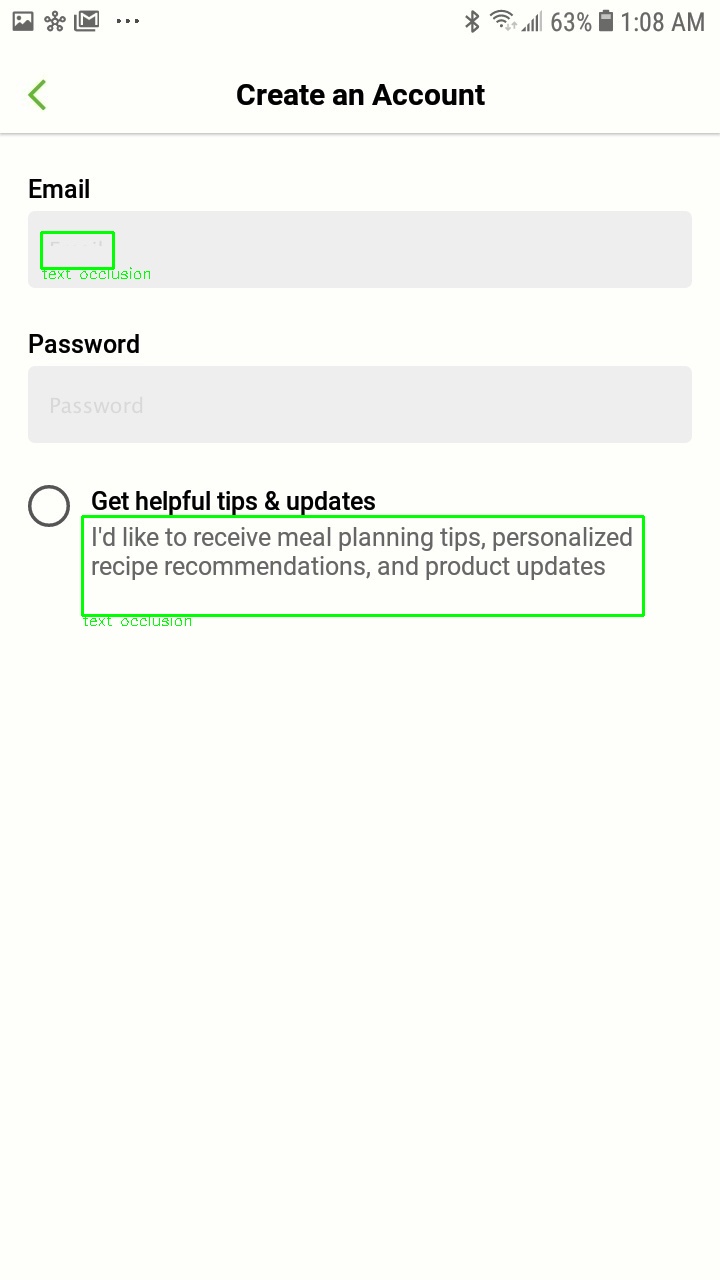 63% 1:08 AM
Create an Account
Email
text occlusion
Password
Password
Get helpful tips & updates
I'd like to receive meal planning tips, personalized
recipe recommendations, and product updates
text occlusion